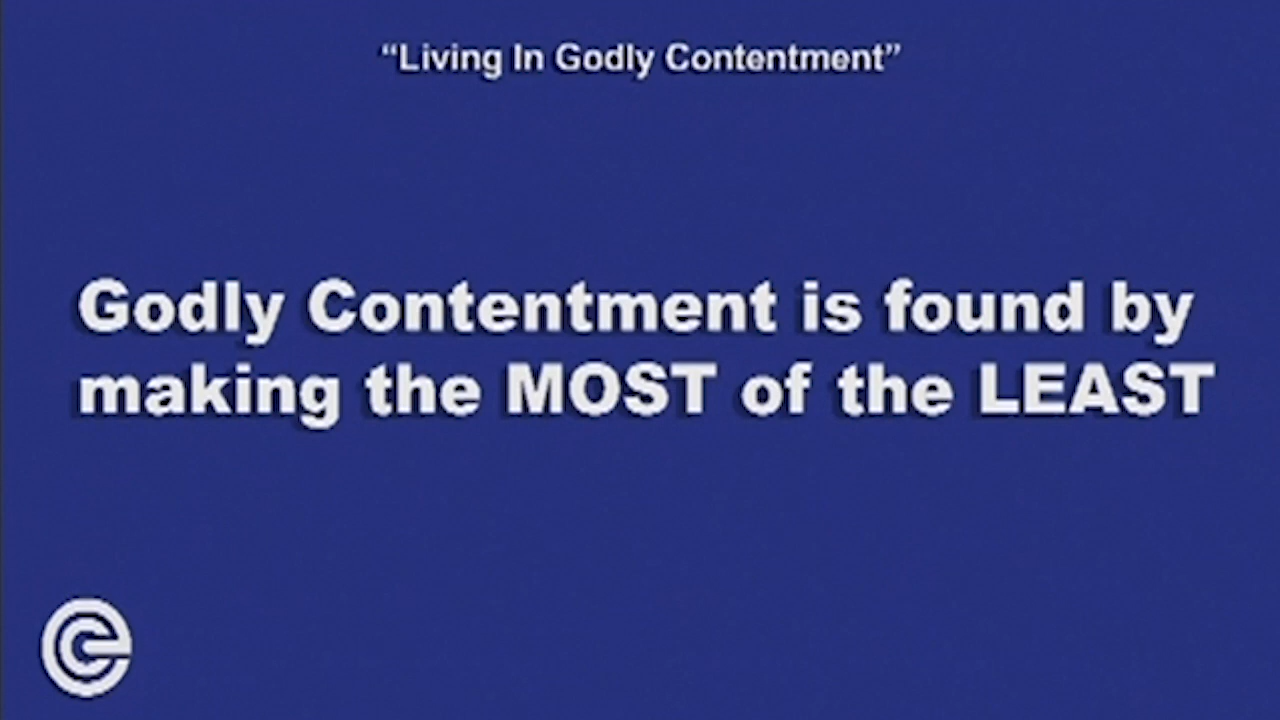 “Living In Godly Contentment”
Godly Contentment is found by
making the MOST of the LEAST